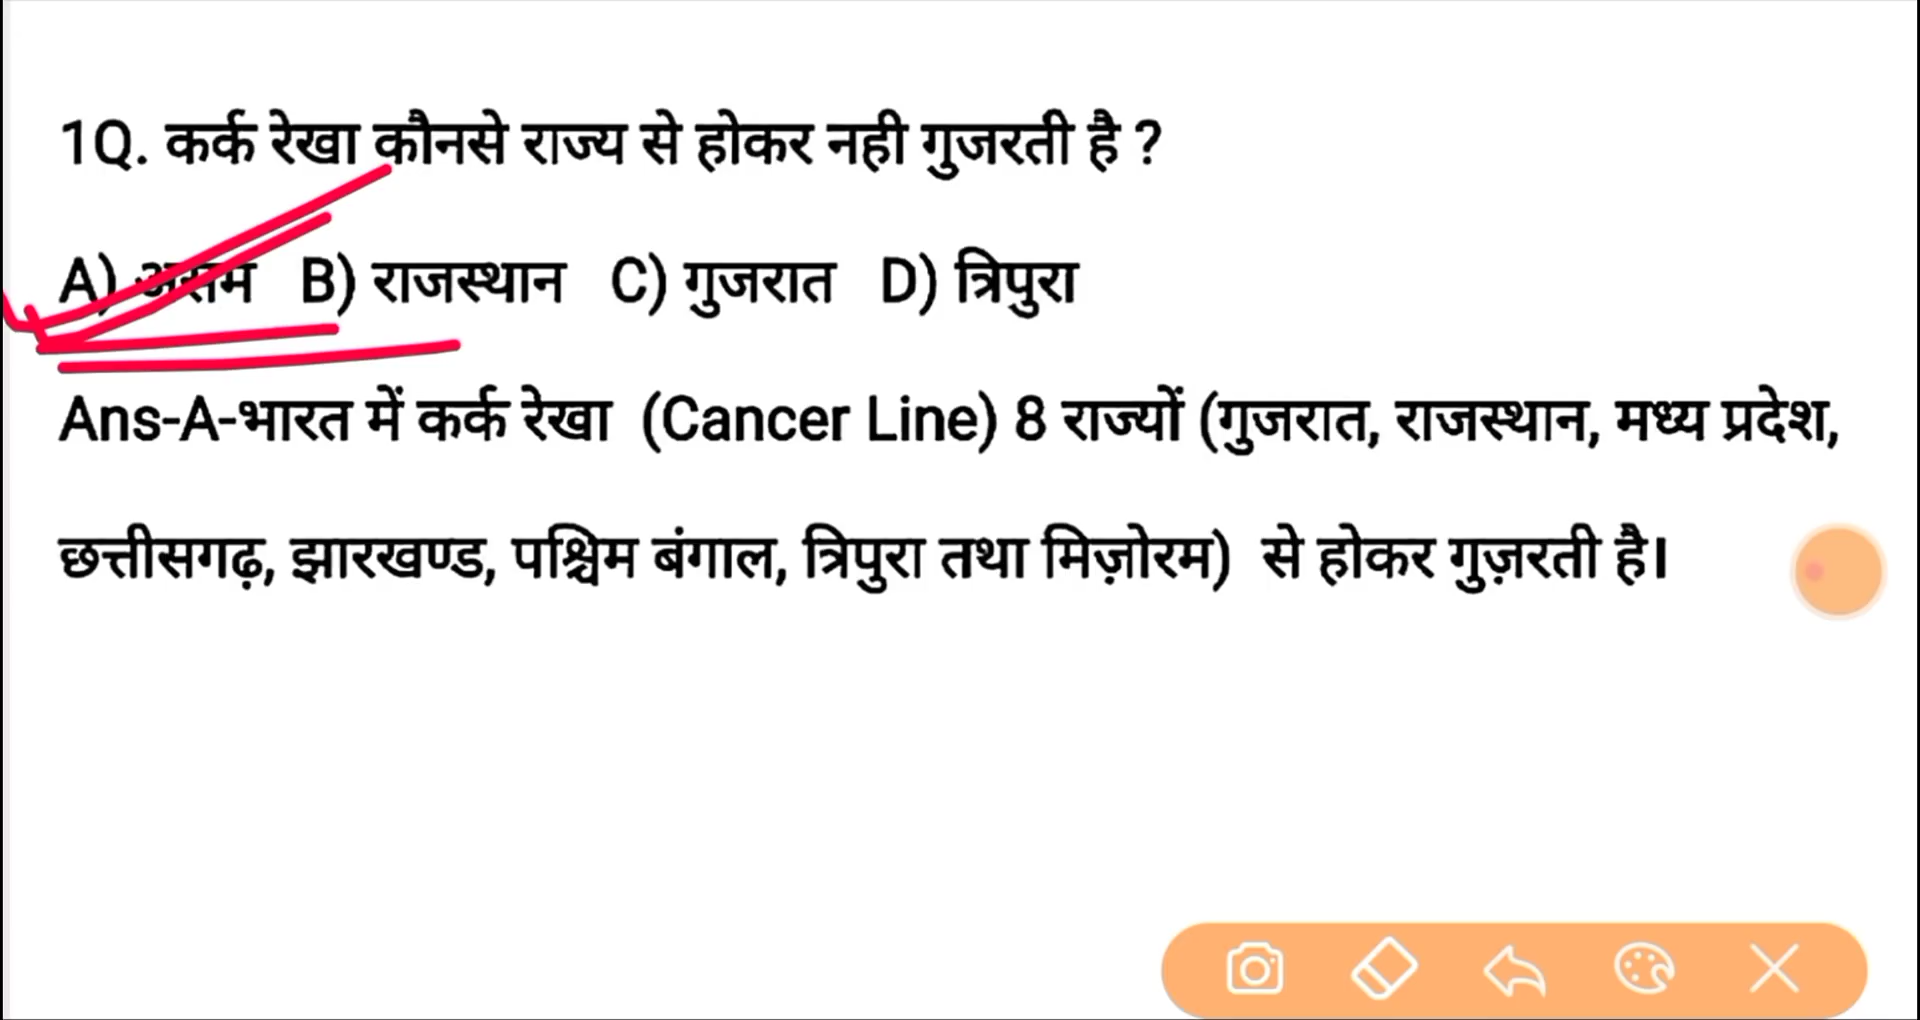 1Q. कर्क रेखा कौनसे राज्य से होकर नही गुजरती है ?
A) असम B) राजस्थान C) गुजरात D) त्रिपुरा
Ans-A-भारत में कर्क रेखा (Cancer Line) 8 राज्यों (गुजरात, राजस्थान, मध्य प्रदेश,
छत्तीसगढ़, झारखण्ड, पश्चिम बंगाल, त्रिपुरा तथा मिज़ोरम) से होकर गुज़रती है।